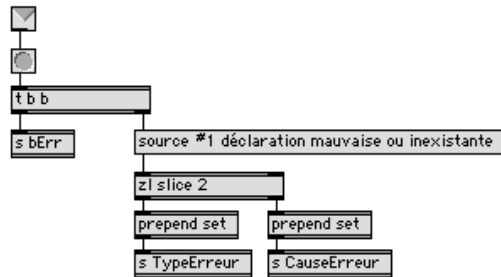 t b b
s bErr
source #1 déclaration mauvaise ou inexistante
zl slice 2
prepend set
prepend set
s TypeErreur
s CauseErreur